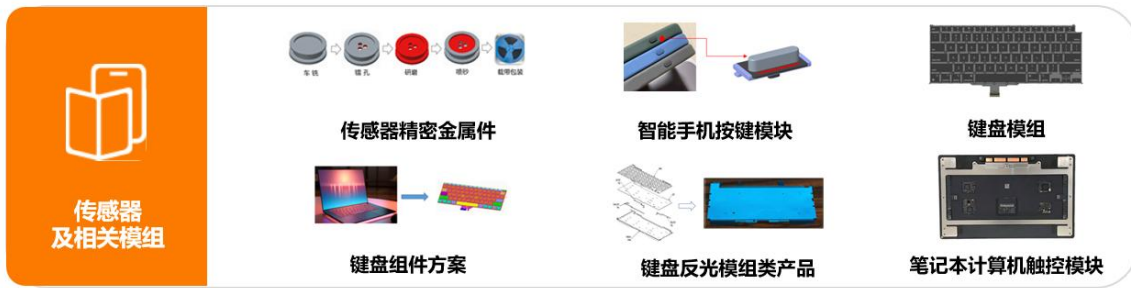 传感器
及相关模组
车铣
镗孔
研磨
喷砂
载带包装
传感器精密金属件
智能手机按键模块
键盘模组
键盘组件方案
键盘反光模组类产品
笔记本计算机触控模块